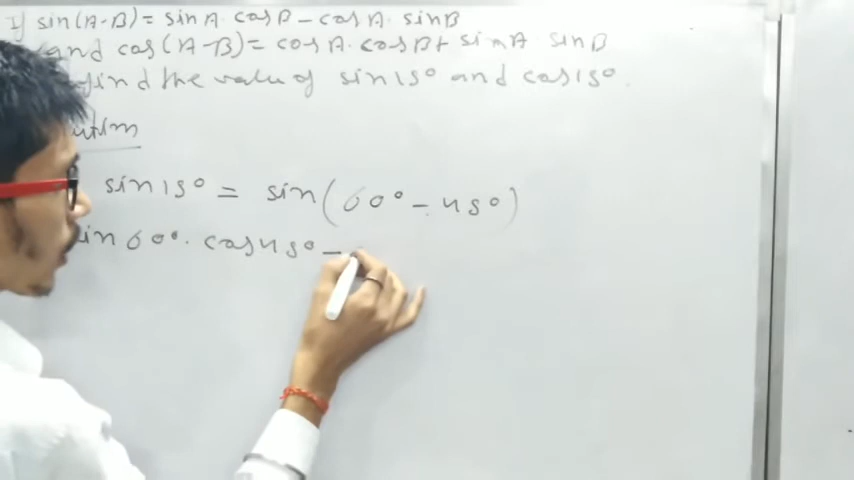 If sin(A-B) = sinA. cosB - cosA. sinB
and cos(A-B) = cosA. cosB + sinA sinB
find the value of sin15° and cos15°.
sin15° = sin(60° - 45°)
sin60°. cos45° -